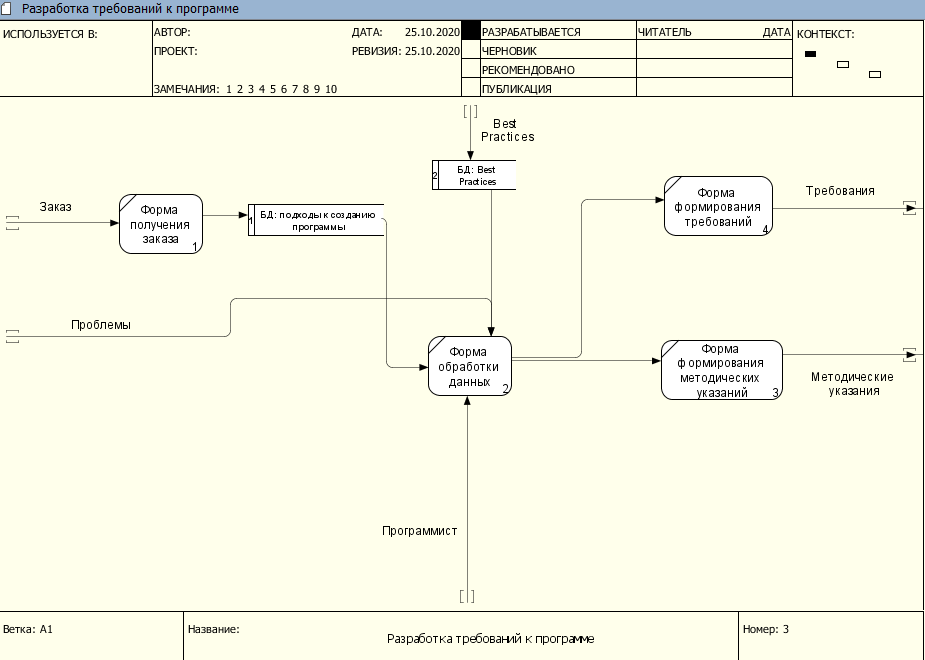 Разработка требований к программе
ИСПОЛЬЗУЕТСЯ В:
АВТОР:
ДАТА: 25.10.2020
ПРОЕКТ:
РЕВИЗИЯ: 25.10.2020
ЗАМЕЧАНИЯ: 1 2 3 4 5 6 7 8 9 10
РАЗРАБАТЫВАЕТСЯ
ЧЕРНОВИК
РЕКОМЕНДОВАНО
ПУБЛИКАЦИЯ
ЧИТАТЕЛЬ
ДАТА
КОНТЕКСТ:
Best
Practices
2
БД: Best
Practices
Заказ
Форма
получения
заказа
1
1
БД: подходы к созданию
программы
Форма
формирования
требований
4
Требования
Проблемы
Форма
обработки
данных
2
Форма
формирования
методических
указаний
3
Методические
указания
Программист
Ветка: A1
Название:
Разработка требований к программе
Номер: 3